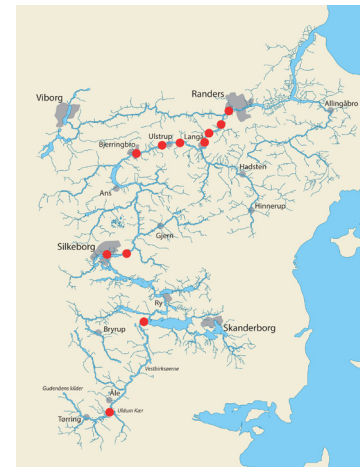 Randers
Viborg
Allingåbro
Ulstrup
Langå
Bjerringbro
Hadsten
Ans
Hinnerup
Gjern
Silkeborg
Ry
Skanderborg
Bryrup
Vestbirksøerne
Gudenåens kilder
Åle
Uldum Kær
Tørring